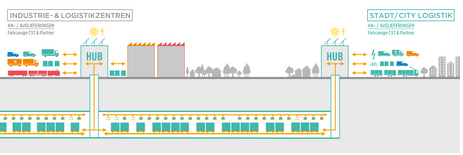 INDUSTRIE- & LOGISTIKZENTREN
AN- / AUSLIEFERUNGEN
Fahrzeuge CST & Partner
HUB
STADT/CITY LOGISTIK
AN- / AUSLIEFERUNGEN
Fahrzeuge CST & Partner
HUB